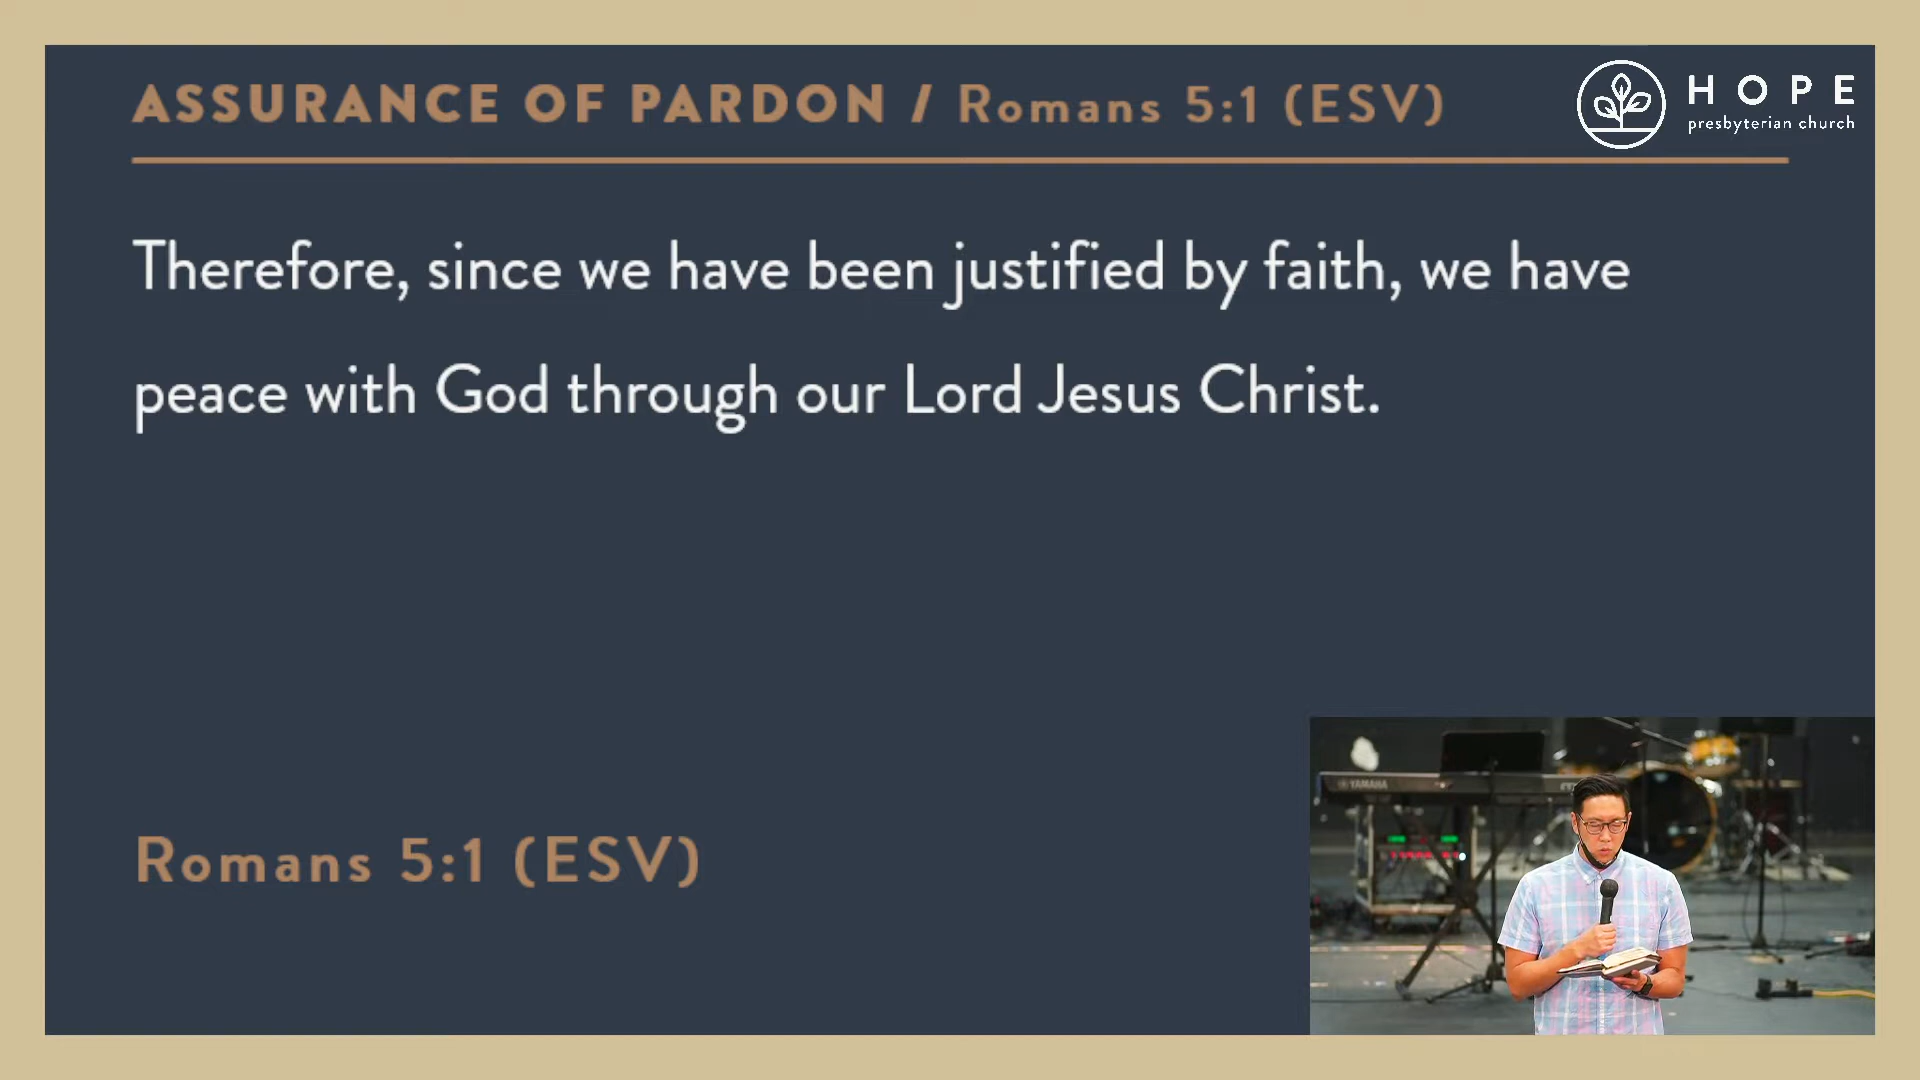 ASSURANCE OF PARDON / Romans 5:1 (ESV)
HOPE
presbyterian church
Therefore, since we have been justified by faith, we have
peace with God through our Lord Jesus Christ.
Romans 5:1 (ESV)
YAMAHA